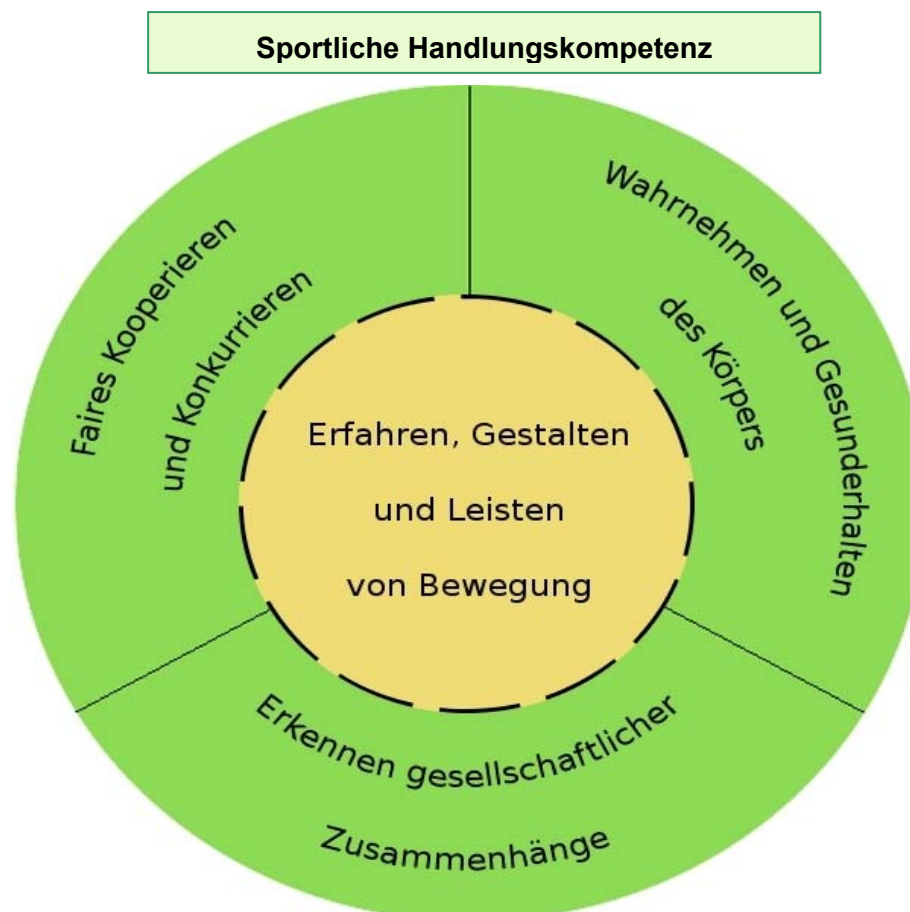 Sportliche Handlungskompetenz
Faires Kooperieren
und Konkurrieren
Wahrnehmen und Gesunderhalten
des Körpers
Erfahren, Gestalten
und Leisten
von Bewegung
Erkennen gesellschaftlicher
Zusammenhänge